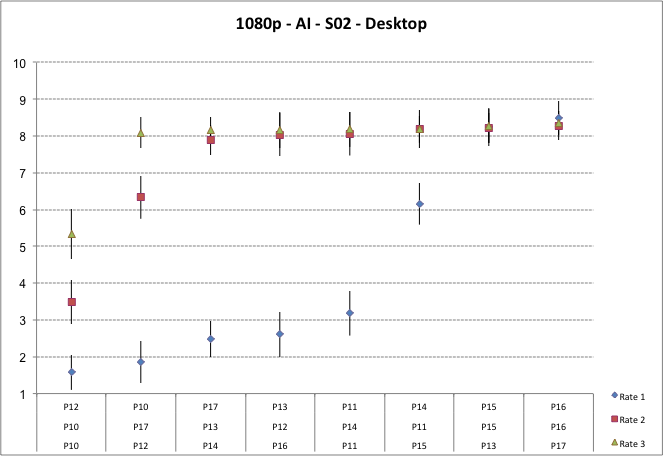 1080p - AI - S02 - Desktop
10
9
8
7
6
5
4
3
2
1
P12 P10 P17 P13 P11 P14 P15 P16
P10 P17 P13 P12 P14 P11 P15 P16
P10 P12 P14 P16 P11 P15 P13 P17
Rate 1
Rate 2
Rate 3